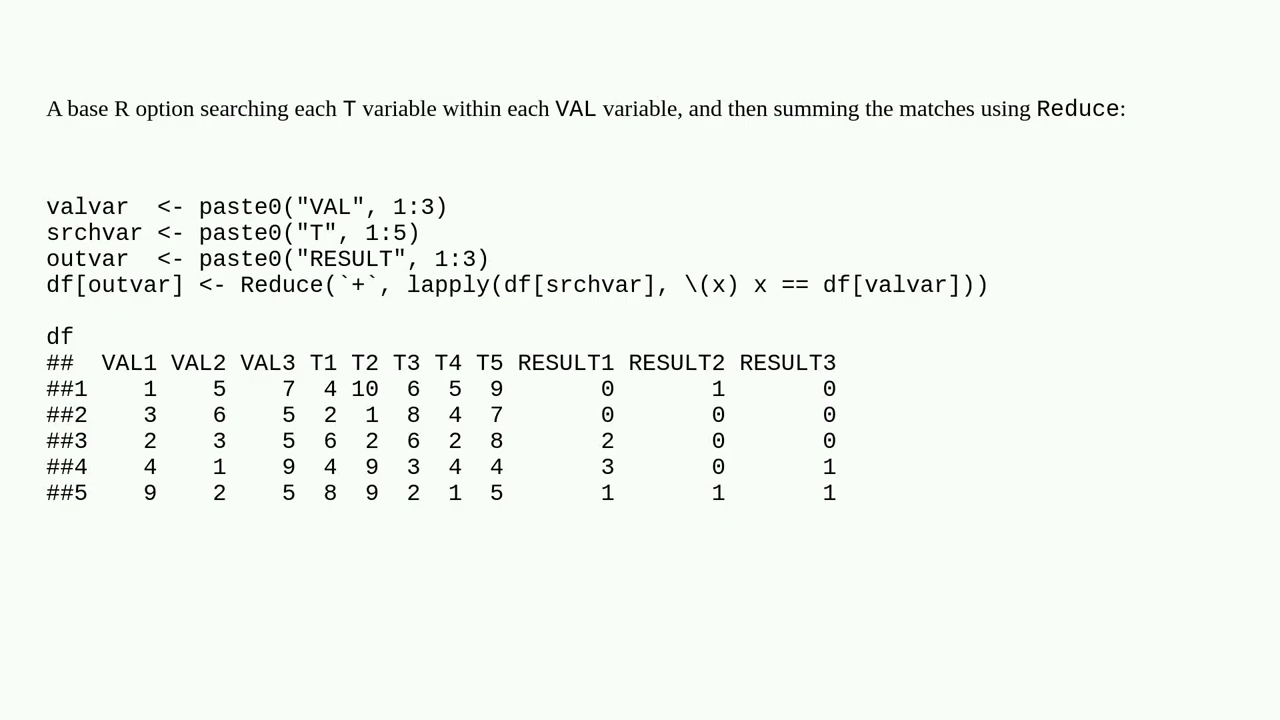 A base R option searching each T variable within each VAL variable, and then summing the matches using Reduce:
valvar  <- paste0("VAL", 1:3)
srchvar <- paste0("T", 1:5)
outvar  <- paste0("RESULT", 1:3)
df[outvar] <- Reduce(`+`, lapply(df[srchvar], \(x) x == df[valvar]))
df
##  VAL1 VAL2 VAL3 T1 T2 T3 T4 T5 RESULT1 RESULT2 RESULT3
##1    1    5    7  4 10  6  5  9       0       1       0
##2    3    6    5  2  1  8  4  7       0       0       0
##3    2    3    5  6  2  6  2  8       2       0       0
##4    4    1    9  4  9  3  4  4       3       0       1
##5    9    2    5  8  9  2  1  5       1       1       1